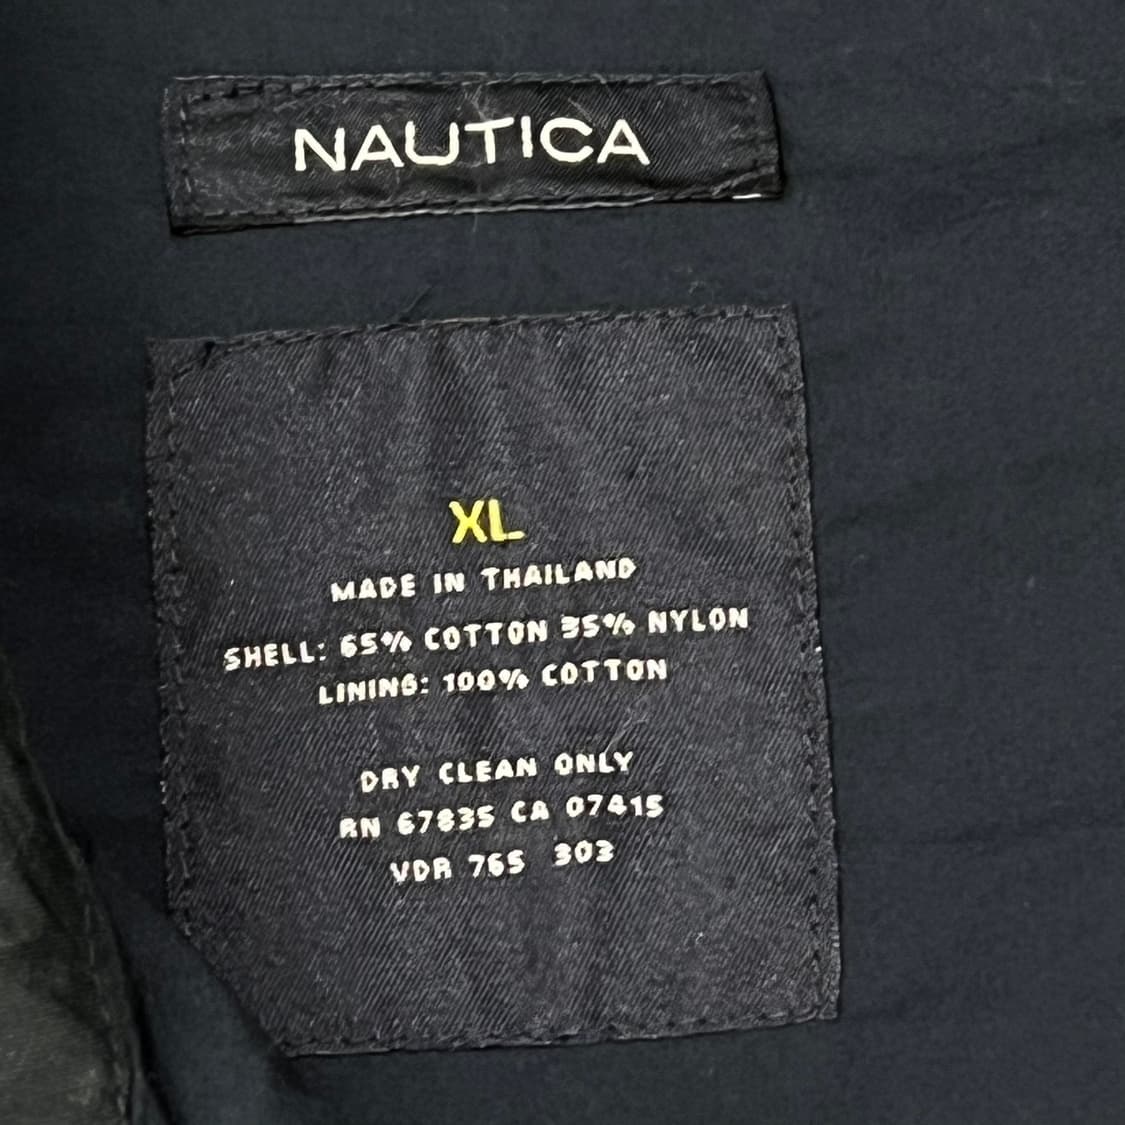 NAUTICA
XL
MADE IN THAILAND
SHELL: 65% COTTON 35% NYLON
LINING: 100% COTTON
DRY CLEAN ONLY
RN 67835 CA 07415
VDR 765 303